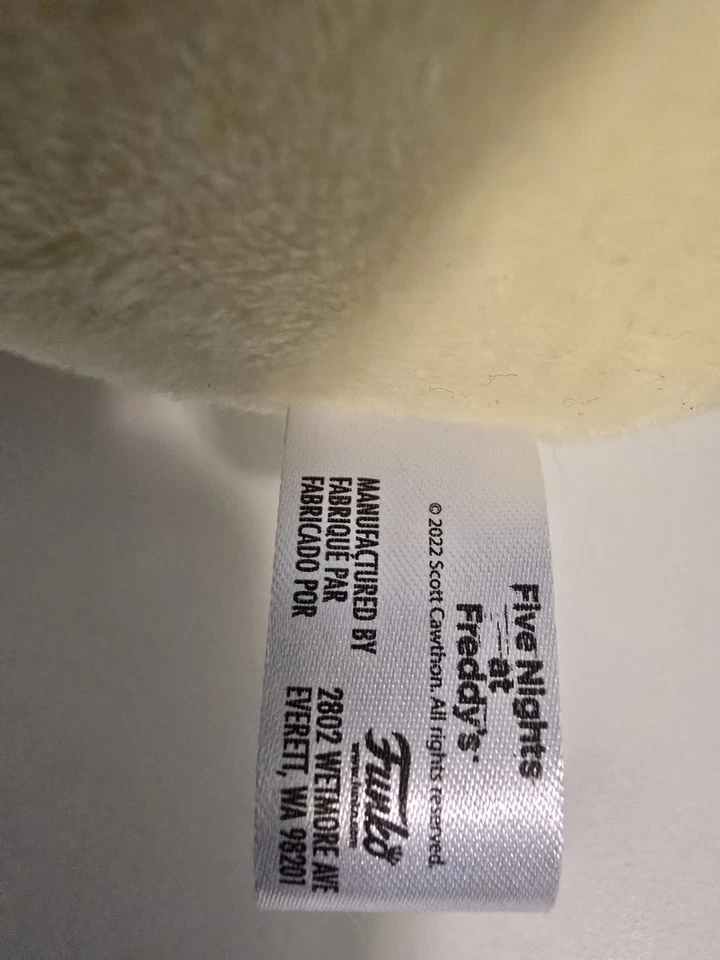 Five Nights
at
Freddy's.
© 2022 Scott Cawthon. All rights reserved.
Funko
MANUFACTURED BY
FABRIQUÉ PAR
FABRICADO POR
2802 WETMORE AVE
EVERETT, WA 98201